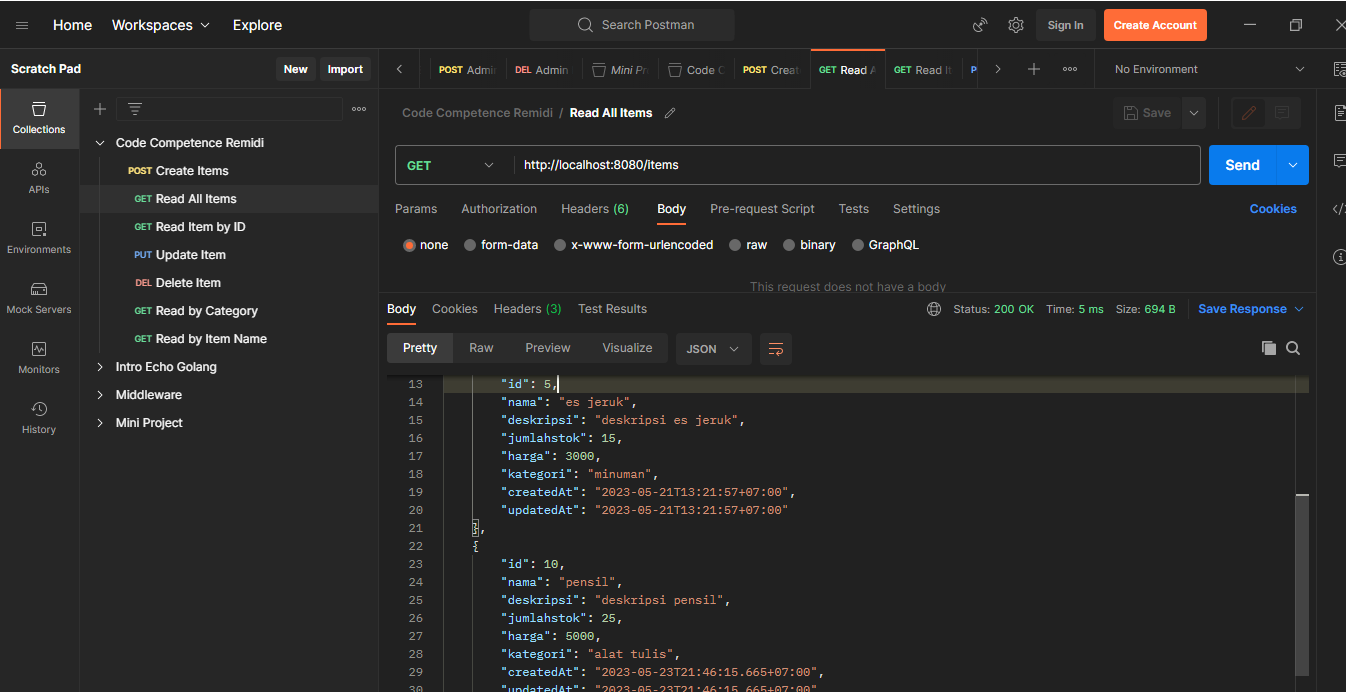 Home Workspaces Explore Search Postman Sign In Create Account
Scratch Pad New Import POST Admi DEL Admin Mini Pr Code C POST Creat GET Read A GET Read It P No Environment
Collections
APIs
Environments
Mock Servers
Monitors
History
Code Competence Remidi
POST Create Items
GET Read All Items
GET Read Item by ID
PUT Update Item
DEL Delete Item
GET Read by Category
GET Read by Item Name
Intro Echo Golang
Middleware
Mini Project
Code Competence Remidi / Read All Items Save
GET http://localhost:8080/items Send
Params Authorization Headers (6) Body Pre-request Script Tests Settings Cookies
none form-data x-www-form-urlencoded raw binary GraphQL
This request does not have a body
Body Cookies Headers (3) Test Results Status: 200 OK Time: 5 ms Size: 694 B Save Response
Pretty Raw Preview Visualize JSON
13 "id": 5,
14 "nama": "es jeruk",
15 "deskripsi": "deskripsi es jeruk",
16 "jumlahstok": 15,
17 "harga": 3000,
18 "kategori": "minuman",
19 "createdAt": "2023-05-21T13:21:57+07:00",
20 "updatedAt": "2023-05-21T13:21:57+07:00"
21 },
22 {
23 "id": 10,
24 "nama": "pensil",
25 "deskripsi": "deskripsi pensil",
26 "jumlahstok": 25,
27 "harga": 5000,
28 "kategori": "alat tulis",
29 "createdAt": "2023-05-23T21:46:15.665+07:00",
30 "updatedAt": "2023-05-23T21:46:15.665+07:00"